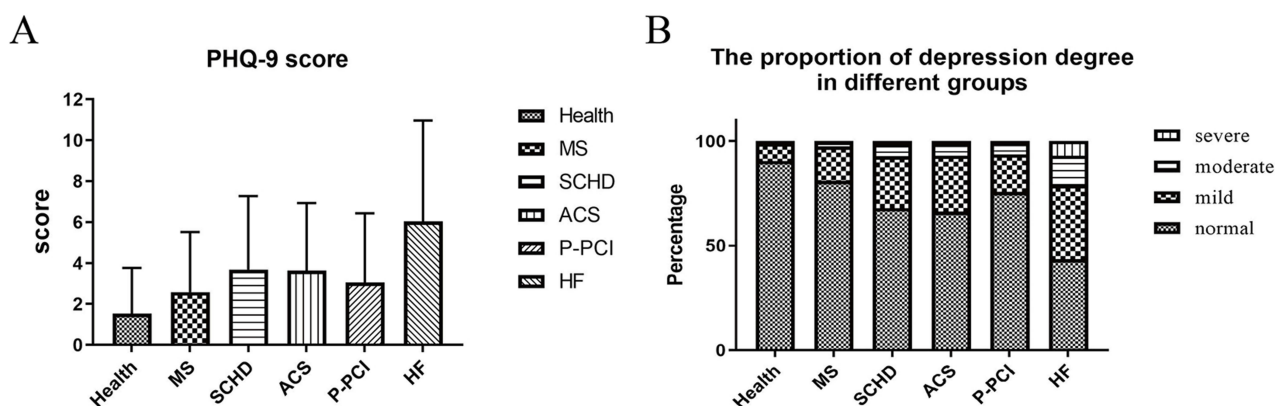 A
PHQ-9 score
score
12
10
8
6
4
2
0
Health
MS
SCHD
ACS
P-PCI
HF
Health
MS
SCHD
ACS
P-PCI
HF
B
The proportion of depression degree
in different groups
Percentage
100
50
0
Health
MS
SCHD
ACS
P-PCI
HF
severe
moderate
mild
normal